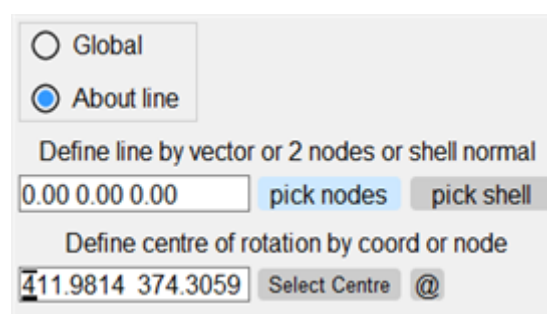 Global
About line
Define line by vector or 2 nodes or shell normal
0.00 0.00 0.00 pick nodes pick shell
Define centre of rotation by coord or node
411.9814 374.3059 Select Centre @